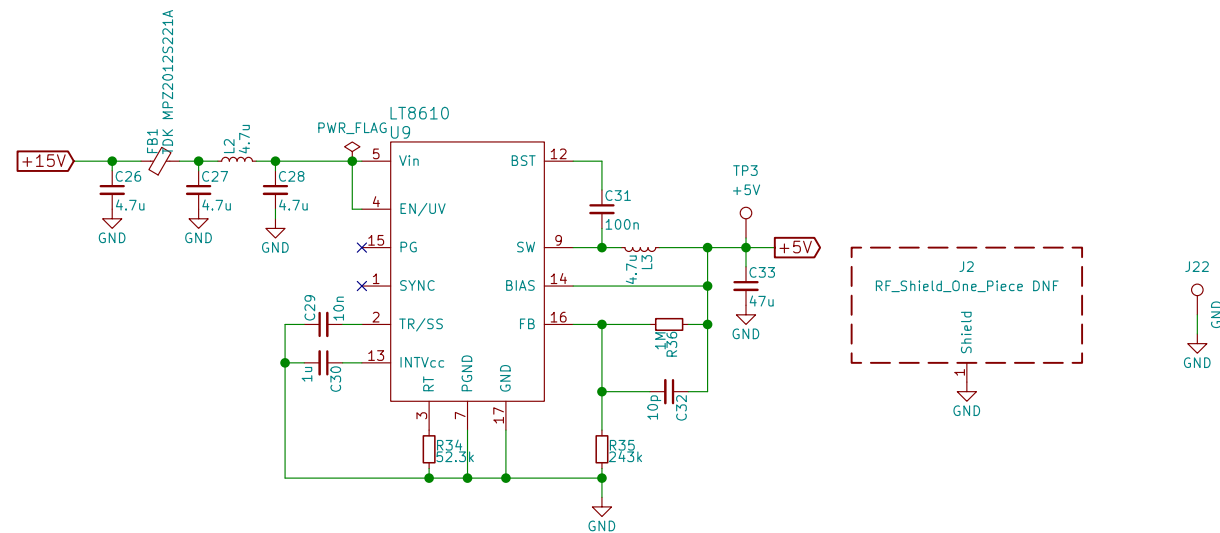 FB1
TDK MPZ2012S221A
L2
4.7u
PWR_FLAG
LT8610
U9
+15V
C26
4.7u
GND
C27
4.7u
GND
C28
4.7u
GND
5
Vin
4
EN/UV
15
PG
1
SYNC
2
TR/SS
13
INTVcc
BST
12
SW
9
BIAS
14
FB
16
RT
3
PGND
7
GND
17
C29
10n
1u
C30
R34
52.3k
C31
100n
4.7u
L3
TP3
+5V
+5V
C33
47u
GND
1M
R36
10p
C32
R35
243k
GND
J2
RF_Shield_One_Piece DNF
Shield
1
GND
J22
GND
GND